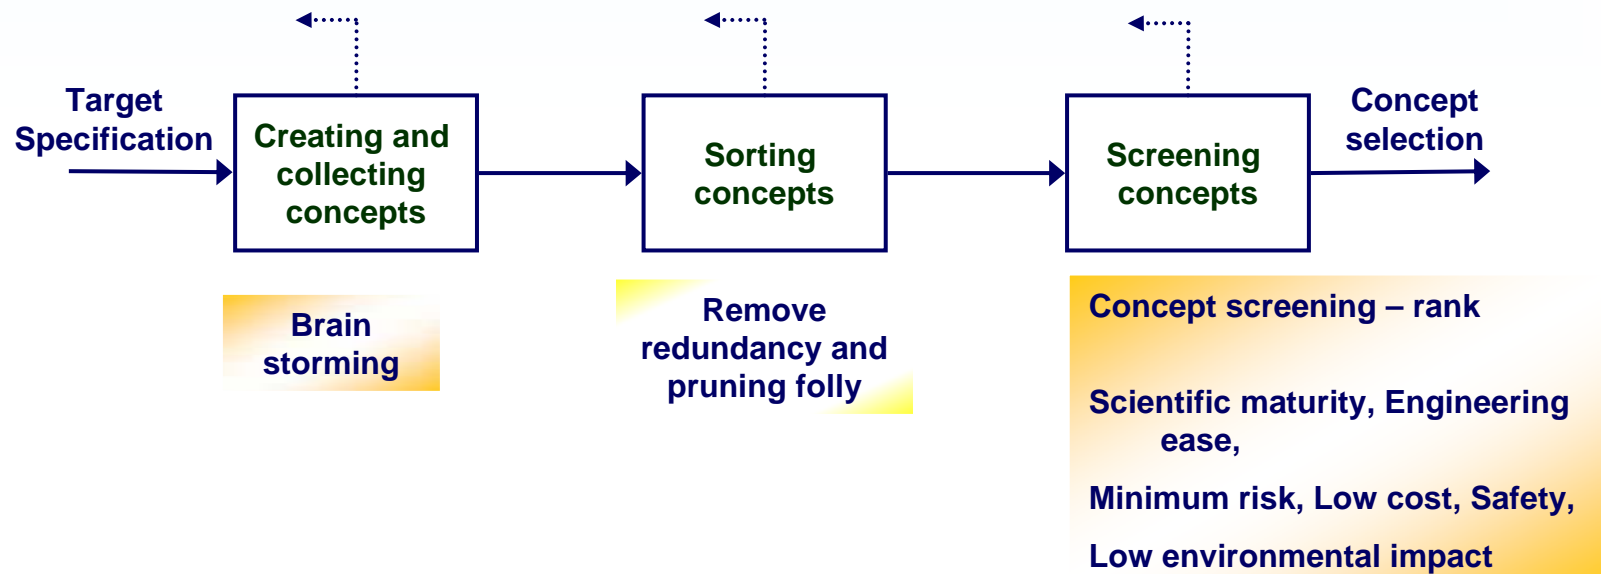 Target
Specification
Creating and
collecting
concepts
Sorting
concepts
Screening
concepts
Concept
selection
Brain
storming
Remove
redundancy and
pruning folly
Concept screening – rank
Scientific maturity, Engineering
ease,
Minimum risk, Low cost, Safety,
Low environmental impact